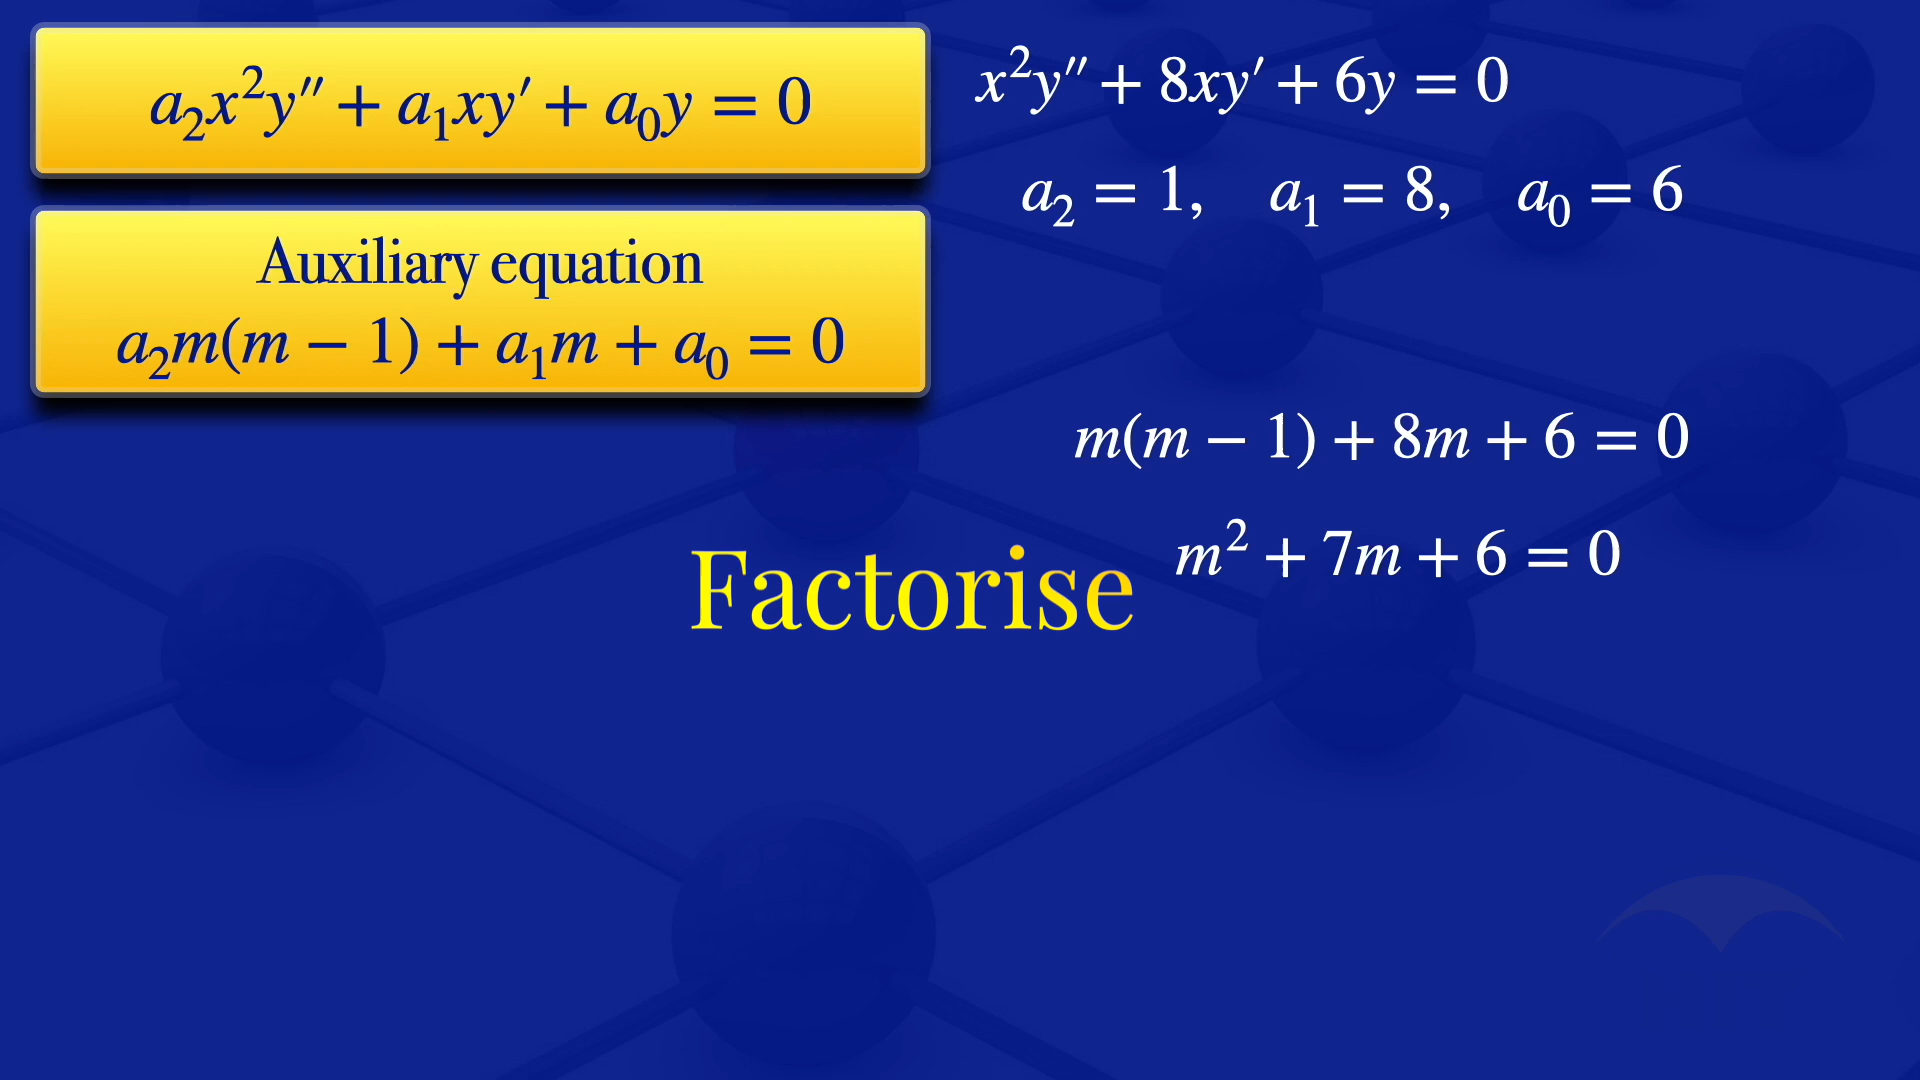 a₂x²y″ + a₁xy′ + a₀y = 0
Auxiliary equation
a₂m(m − 1) + a₁m + a₀ = 0
x²y″ + 8xy′ + 6y = 0
a₂ = 1, a₁ = 8, a₀ = 6
m(m − 1) + 8m + 6 = 0
m² + 7m + 6 = 0
Factorise